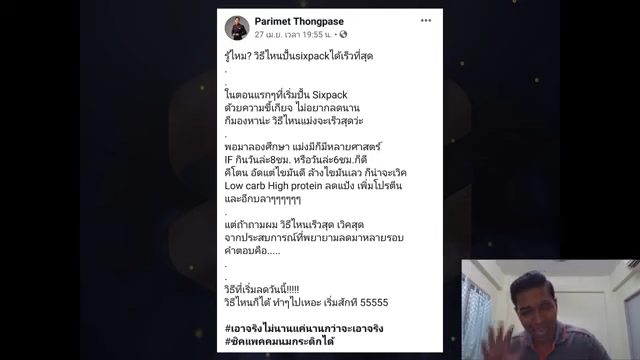 Parimet Thongpase
27 เม.ย. เวลา 19:55 น. •
รู้ไหม? วิธีไหนปั้นsixpackได้เร็วที่สุด
.
.
ในตอนแรกๆที่เริ่มปั้น Sixpack
ด้วยความขี้เกียจ ไม่อยากลดนาน
ก็มองหาน่ะ วิธีไหนแม่งจะเร็วสุดว่ะ
.
พอมาลองศึกษา แม่งมีก็มีหลายศาสตร์
IF กินวันล่ะ8ชม. หรือวันล่ะ6ชม.ก็ดี
คีโตน อัดแต่ไขมันดี ล้างไขมันเลว ก็น่าจะเวิค
Low carb High protein ลดแป้ง เพิ่มโปรตีน
และอีกบลาๆๆๆๆๆๆ
.
แต่ถ้าถามผม วิธีไหนเร็วสุด เวิคสุด
จากประสบการณ์ที่พยายามลดมาหลายรอบ
คำตอบคือ.....
.
.
วิธีที่เริ่มลดวันนี้!!!!!
วิธีไหนก็ได้ ทำๆไปเหอะ เริ่มสักที 55555
#เอาจริงไม่นานแค่นานกว่าจะเอาจริง
#ซิคแพคคมนมกระดิกได้